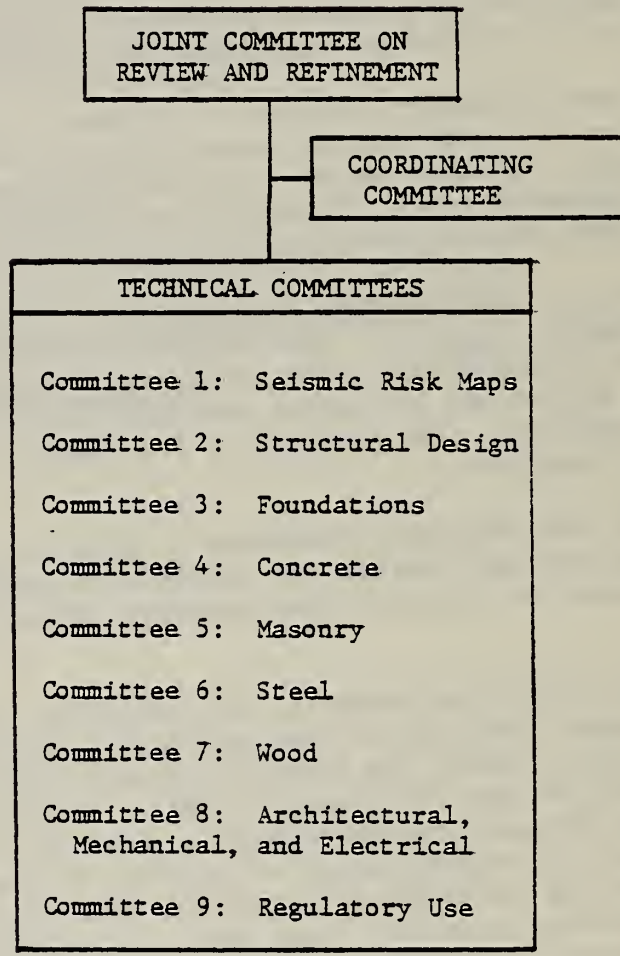 JOINT COMMITTEE ON
REVIEW AND REFINEMENT
COORDINATING
COMMITTEE
TECHNICAL COMMITTEES
Committee 1: Seismic Risk Maps
Committee 2: Structural Design
Committee 3: Foundations
Committee 4: Concrete
Committee 5: Masonry
Committee 6: Steel
Committee 7: Wood
Committee 8: Architectural,
Mechanical, and Electrical
Committee 9: Regulatory Use